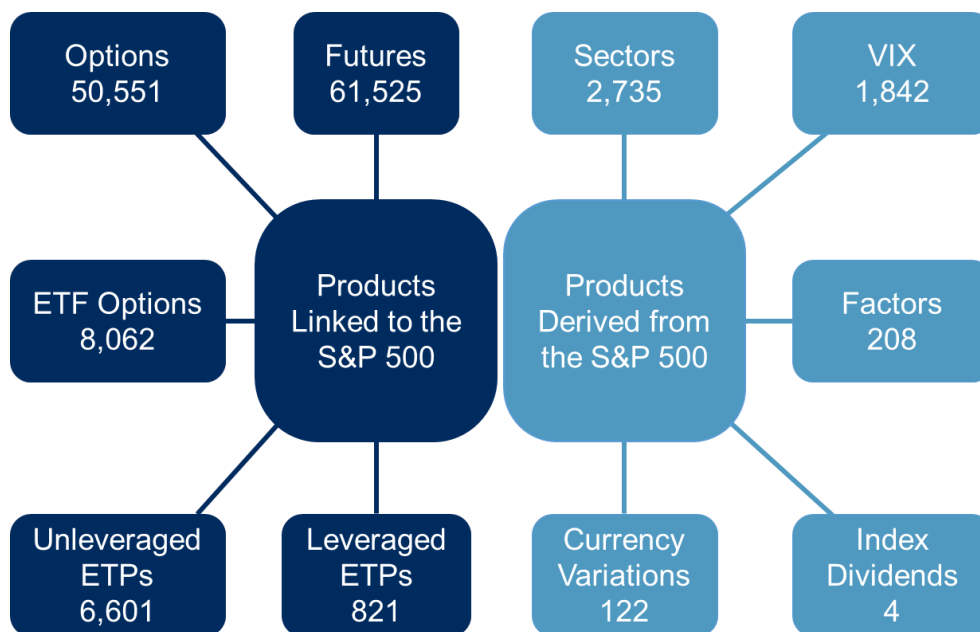 Options
50,551
Futures
61,525
Sectors
2,735
VIX
1,842
ETF Options
8,062
Products
Linked to the
S&P 500
Products
Derived from
the S&P 500
Factors
208
Unleveraged
ETPs
6,601
Leveraged
ETPs
821
Currency
Variations
122
Index
Dividends
4